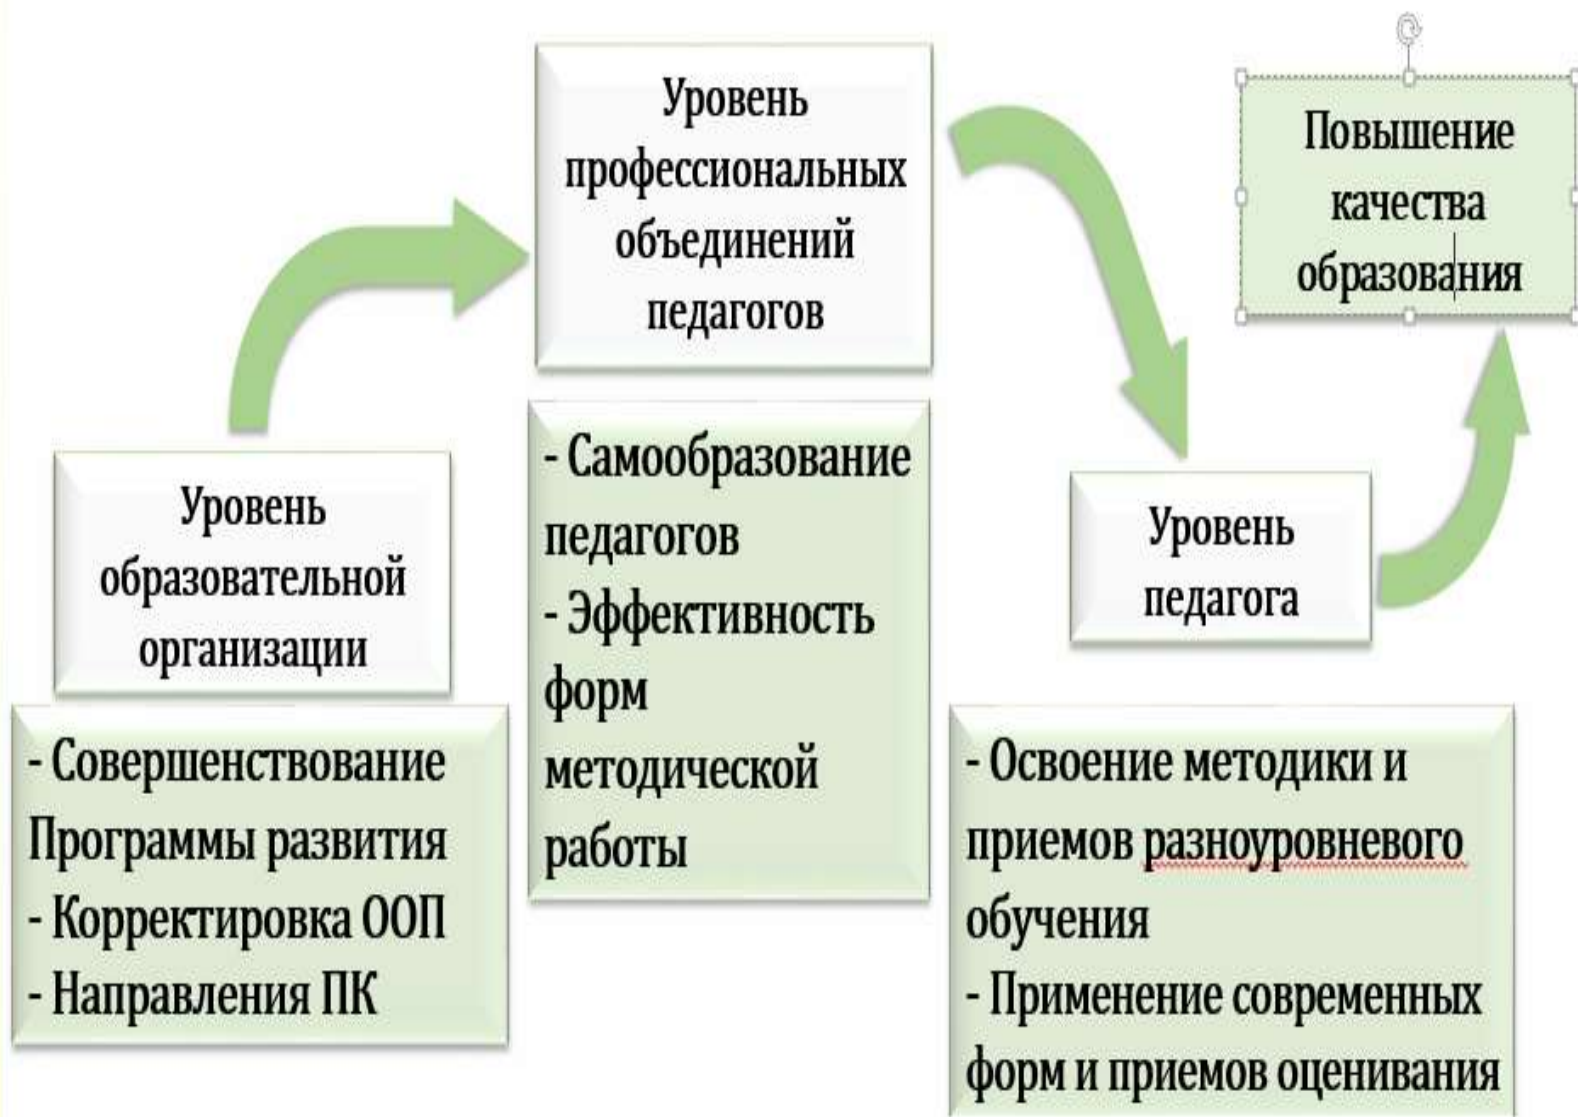 Уровень
образовательной
организации
- Совершенствование
Программы развития
- Корректировка ООП
- Направления ПК
Уровень
профессиональных
объединений
педагогов
- Самообразование
педагогов
- Эффективность
форм
методической
работы
Уровень
педагога
- Освоение методики и
приемов разноуровневого
обучения
- Применение современных
форм и приемов оценивания
Повышение
качества
образования